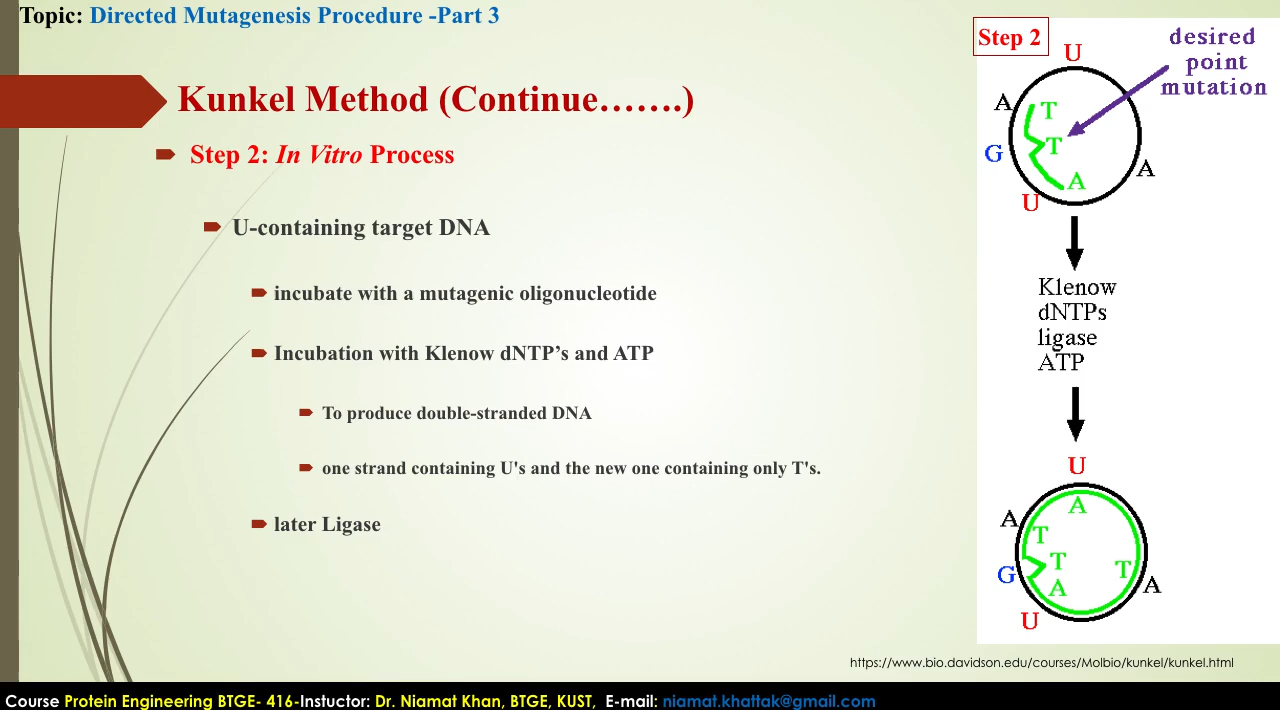 Topic: Directed Mutagenesis Procedure -Part 3
Kunkel Method (Continue…….)
Step 2: In Vitro Process
U-containing target DNA
incubate with a mutagenic oligonucleotide
Incubation with Klenow dNTP’s and ATP
To produce double-stranded DNA
one strand containing U's and the new one containing only T's.
later Ligase
Step 2
desired
point
mutation
U
A
T
G
T
A
A
U
Klenow
dNTPs
ligase
ATP
U
A
A
T
G
T
T
A
A
U
https://www.bio.davidson.edu/courses/Molbio/kunkel/kunkel.html
Course Protein Engineering BTGE- 416-Instuctor: Dr. Niamat Khan, BTGE, KUST, E-mail: niamat.khattak@gmail.com